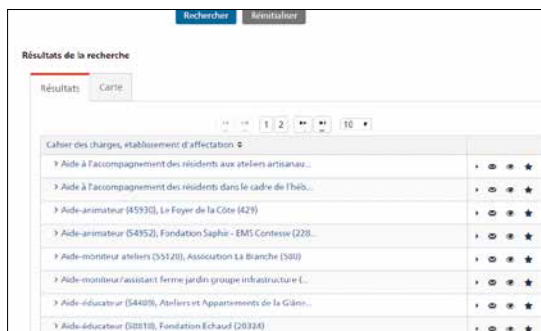 Rechercher Réinitialiser
Résultats de la recherche
Résultats Carte
1 2 10
Cahier des charges, établissement d'affectation
> Aide à l'accompagnement des résidents aux ateliers artisanau...
> Aide à l'accompagnement des résidents dans le cadre de l'héb...
> Aide-animateur (45930), Le Foyer de la Côte (429)
> Aide-animateur (54952), Fondation Saphir - EMS Contesse (228...
> Aide-moniteur ateliers (55120), Association La Branche (580)
> Aide-moniteur/assistant ferme jardin groupe infrastructure (...
> Aide-éducateur (54489), Ateliers et Appartements de la Glâne...
> Aide-éducateur (58818), Fondation Echaud (20324)